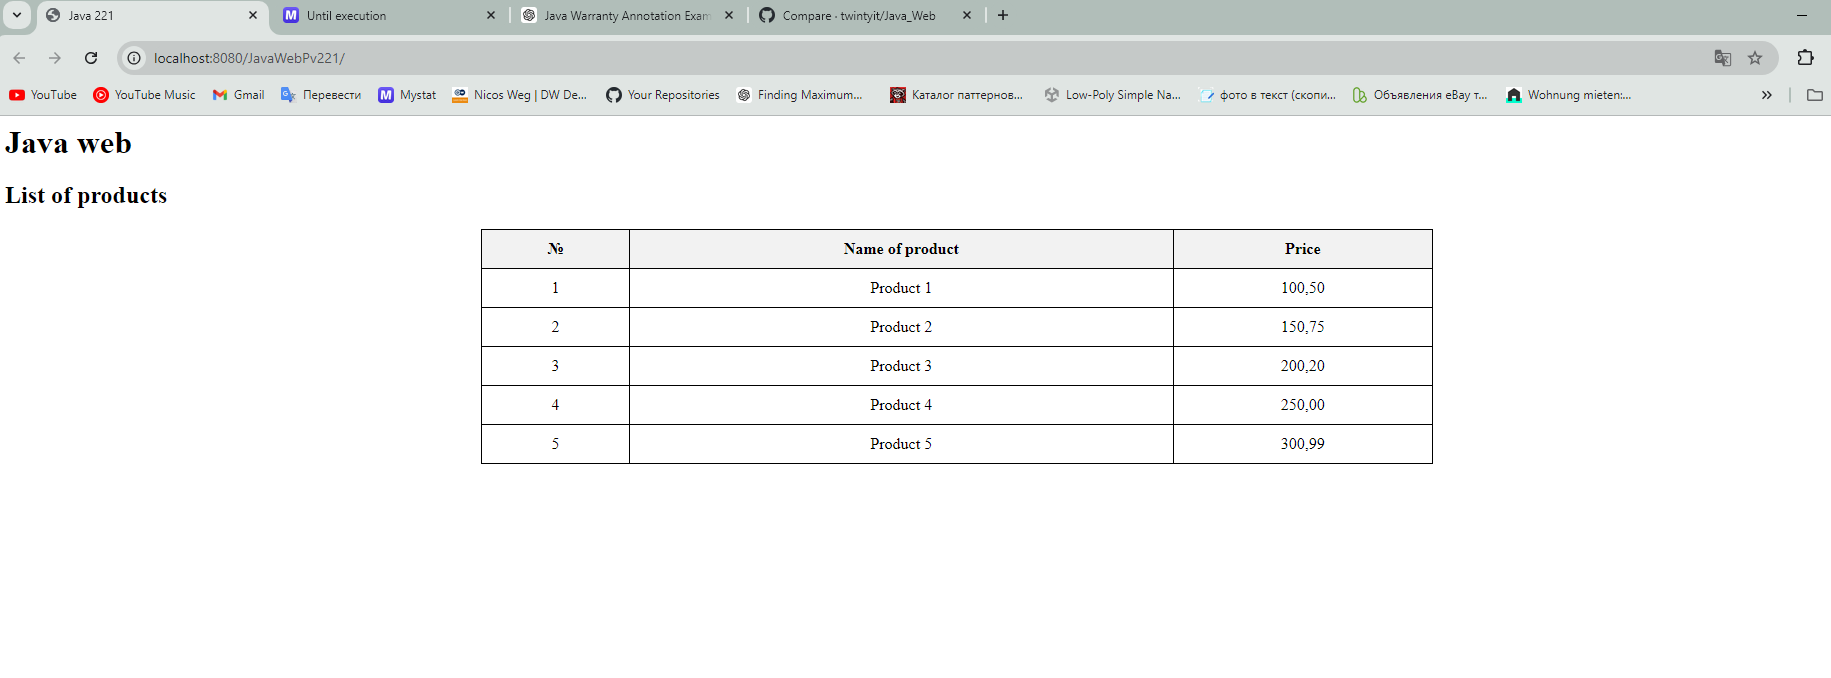 Java 221 Until execution Java Warranty Annotation Exam Compare · twintyit/Java_Web
localhost:8080/JavaWebPv221/
YouTube YouTube Music Gmail Перевести Mystat Nicos Weg | DW De... Your Repositories Finding Maximum... Каталог паттернов... Low-Poly Simple Na... фото в текст (скопи... Объявления eBay т... Wohnung mieten:...
Java web
List of products
№ Name of product Price
1 Product 1 100,50
2 Product 2 150,75
3 Product 3 200,20
4 Product 4 250,00
5 Product 5 300,99